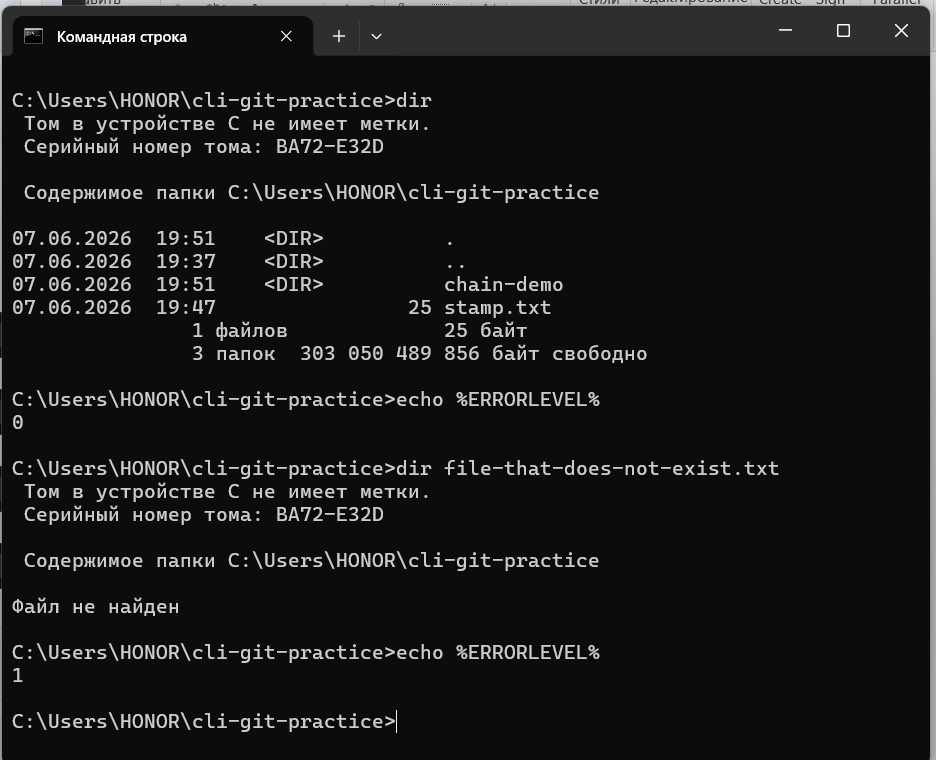 Стили Редактирование Create Sign
Командная строка
C:\Users\HONOR\cli-git-practice>dir
Том в устройстве C не имеет метки.
Серийный номер тома: BA72-E32D
Содержимое папки C:\Users\HONOR\cli-git-practice
07.06.2026  19:51    <DIR>          .
07.06.2026  19:37    <DIR>          ..
07.06.2026  19:51    <DIR>          chain-demo
07.06.2026  19:47                25 stamp.txt
1 файлов             25 байт
3 папок  303 050 489 856 байт свободно
C:\Users\HONOR\cli-git-practice>echo %ERRORLEVEL%
0
C:\Users\HONOR\cli-git-practice>dir file-that-does-not-exist.txt
Том в устройстве C не имеет метки.
Серийный номер тома: BA72-E32D
Содержимое папки C:\Users\HONOR\cli-git-practice
Файл не найден
C:\Users\HONOR\cli-git-practice>echo %ERRORLEVEL%
1
C:\Users\HONOR\cli-git-practice>